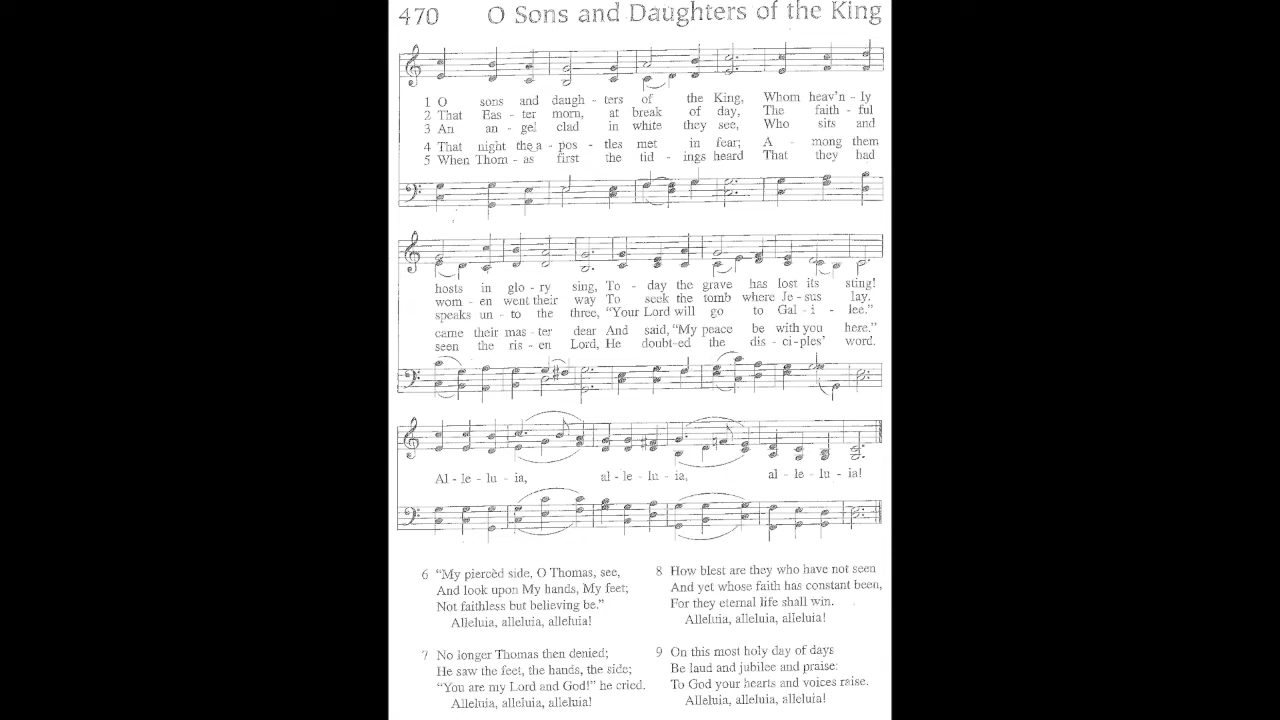 470 O Sons and Daughters of the King
1 O sons and daugh - ters of the King, Whom heav'n - ly
2 That Eas - ter morn, at break of day, The faith - ful
3 An an - gel clad in white they see, Who sits and
4 That night the a - pos - tles met in fear; A - mong them
5 When Thom - as first the tid - ings heard That they had
hosts in glo - ry sing, To - day the grave has lost its sting!
wom - en went their way To seek the tomb where Je - sus lay.
speaks un - to the three, “Your Lord will go to Gal - i - lee.”
came their mas - ter dear And said, “My peace be with you here.”
seen the ris - en Lord, He doubt-ed the dis - ci-ples’ word.
Al - le - lu - ia, al - le - lu - ia, al - le - lu - ia!
6 “My piercèd side, O Thomas, see,
And look upon My hands, My feet;
Not faithless but believing be.”
Alleluia, alleluia, alleluia!
7 No longer Thomas then denied;
He saw the feet, the hands, the side;
“You are my Lord and God!” he cried.
Alleluia, alleluia, alleluia!
8 How blest are they who have not seen
And yet whose faith has constant been,
For they eternal life shall win.
Alleluia, alleluia, alleluia!
9 On this most holy day of days
Be laud and jubilee and praise:
To God your hearts and voices raise.
Alleluia, alleluia, alleluia!